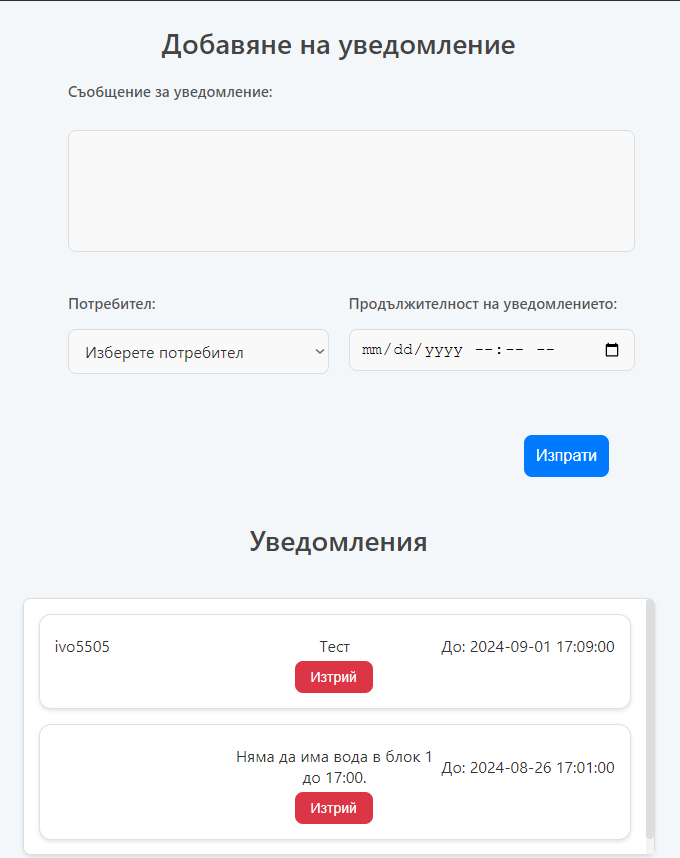 Добавяне на уведомление
Съобщение за уведомление:
Потребител:
Продължителност на уведомлението:
Изберете потребител
mm/dd/yyyy --:-- --
Изпрати
Уведомления
ivo5505
Тест
До: 2024-09-01 17:09:00
Изтрий
Няма да има вода в блок 1
до 17:00.
До: 2024-08-26 17:01:00
Изтрий